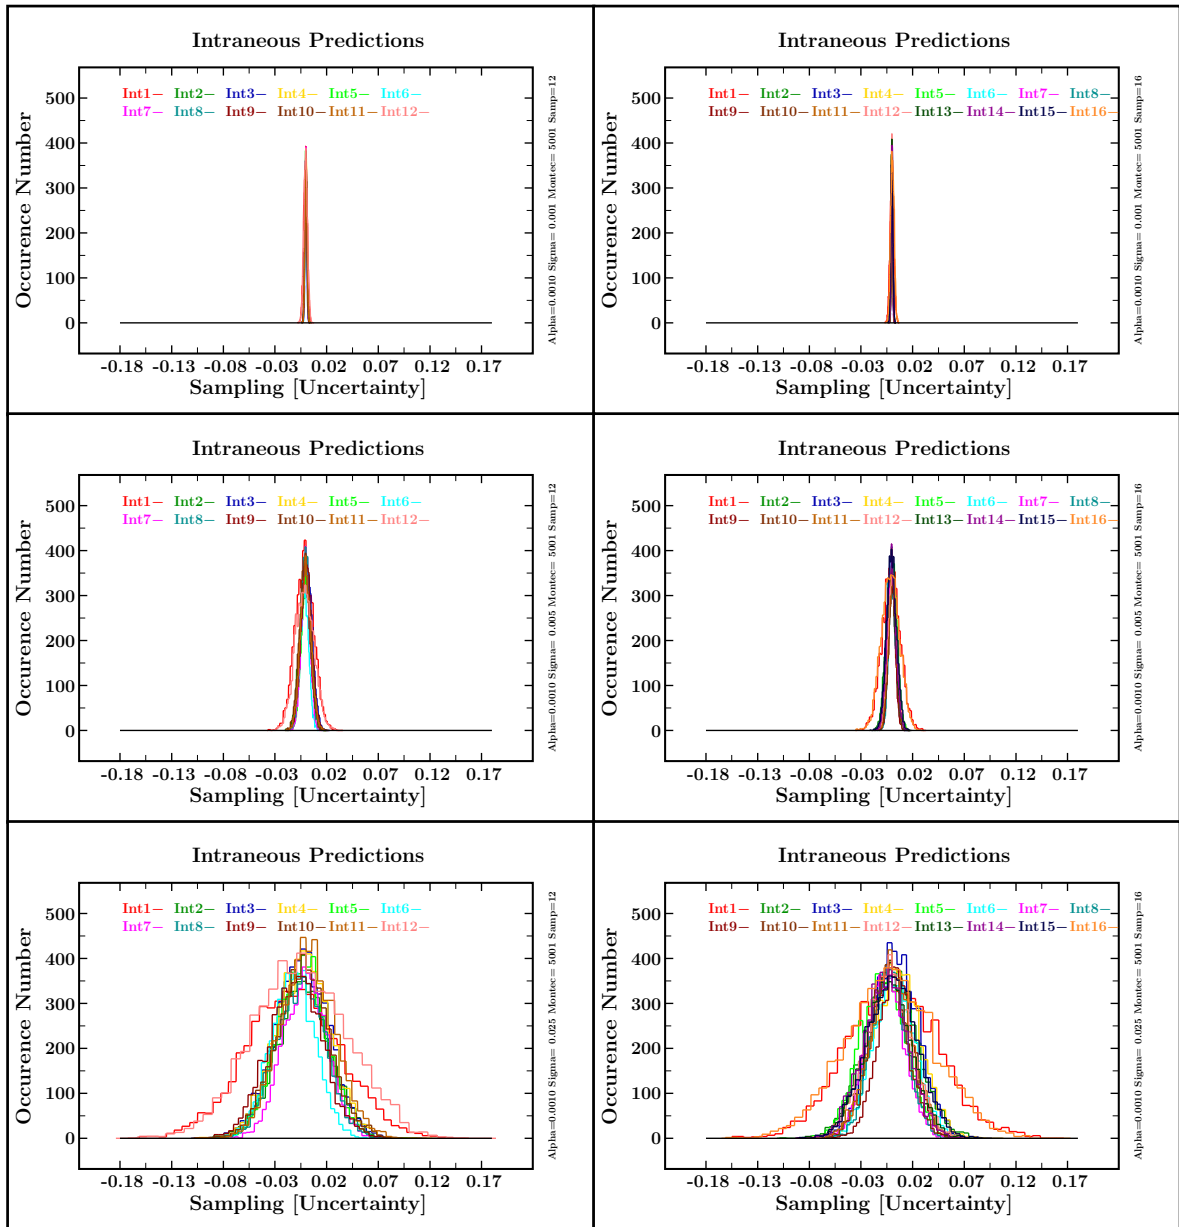 Intraneous Predictions
Int1 Int2 Int3 Int4 Int5 Int6
Int7 Int8 Int9 Int10 Int11 Int12
500
400
300
200
100
0
Occurence Number
-0.18 -0.13 -0.08 -0.03 0.02 0.07 0.12 0.17
Sampling [Uncertainty]
Alpha=0.0010 Sigma= 0.001 Montec= 5001 Samp=12
Intraneous Predictions
Int1 Int2 Int3 Int4 Int5 Int6 Int7 Int8
Int9 Int10 Int11 Int12 Int13 Int14 Int15 Int16
500
400
300
200
100
0
Occurence Number
-0.18 -0.13 -0.08 -0.03 0.02 0.07 0.12 0.17
Sampling [Uncertainty]
Alpha=0.0010 Sigma= 0.001 Montec= 5001 Samp=16
Intraneous Predictions
Int1 Int2 Int3 Int4 Int5 Int6
Int7 Int8 Int9 Int10 Int11 Int12
500
400
300
200
100
0
Occurence Number
-0.18 -0.13 -0.08 -0.03 0.02 0.07 0.12 0.17
Sampling [Uncertainty]
Alpha=0.0010 Sigma= 0.005 Montec= 5001 Samp=12
Intraneous Predictions
Int1 Int2 Int3 Int4 Int5 Int6 Int7 Int8
Int9 Int10 Int11 Int12 Int13 Int14 Int15 Int16
500
400
300
200
100
0
Occurence Number
-0.18 -0.13 -0.08 -0.03 0.02 0.07 0.12 0.17
Sampling [Uncertainty]
Alpha=0.0010 Sigma= 0.005 Montec= 5001 Samp=16
Intraneous Predictions
Int1 Int2 Int3 Int4 Int5 Int6
Int7 Int8 Int9 Int10 Int11 Int12
500
400
300
200
100
0
Occurence Number
-0.18 -0.13 -0.08 -0.03 0.02 0.07 0.12 0.17
Sampling [Uncertainty]
Alpha=0.0010 Sigma= 0.025 Montec= 5001 Samp=12
Intraneous Predictions
Int1 Int2 Int3 Int4 Int5 Int6 Int7 Int8
Int9 Int10 Int11 Int12 Int13 Int14 Int15 Int16
500
400
300
200
100
0
Occurence Number
-0.18 -0.13 -0.08 -0.03 0.02 0.07 0.12 0.17
Sampling [Uncertainty]
Alpha=0.0010 Sigma= 0.025 Montec= 5001 Samp=16